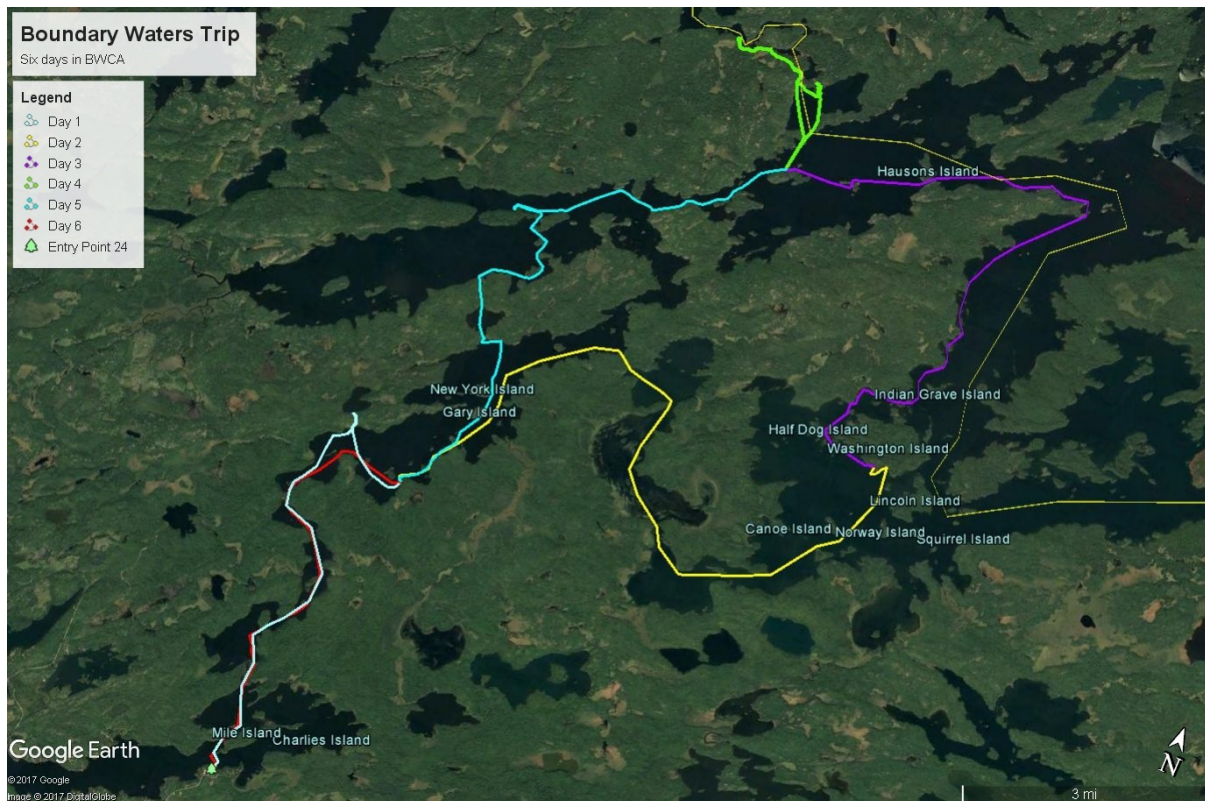 Boundary Waters Trip
Six days in BWCA
Legend
Day 1
Day 2
Day 3
Day 4
Day 5
Day 6
Entry Point 24
Hausons Island
New York Island
Indian Grave Island
Gary Island
Half Dog Island
Washington Island
Lincoln Island
Canoe Island
Norway Island
Squirrel Island
Mile Island
Charlies Island
Google Earth
© 2017 Google
Image © 2017 DigitalGlobe
N
3 mi